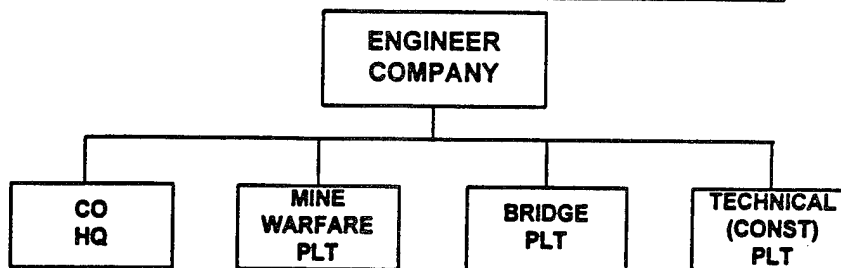 ENGINEER
COMPANY
CO
HQ
MINE
WARFARE
PLT
BRIDGE
PLT
TECHNICAL
(CONST)
PLT